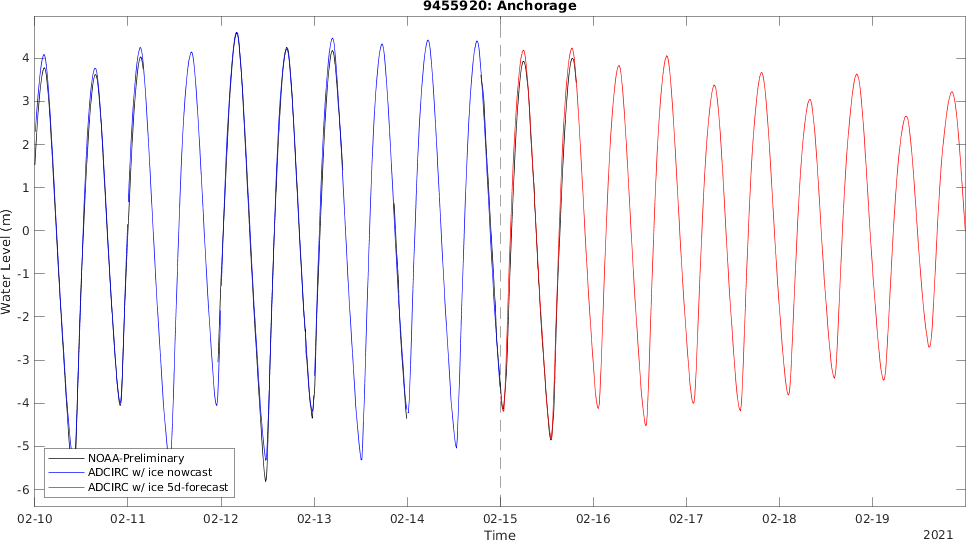 9455920: Anchorage
4
3
2
1
0
-1
-2
-3
-4
-5
-6
Water Level (m)
NOAA-Preliminary
ADCIRC w/ ice nowcast
ADCIRC w/ ice 5d-forecast
02-10 02-11 02-12 02-13 02-14 02-15 02-16 02-17 02-18 02-19
Time
2021